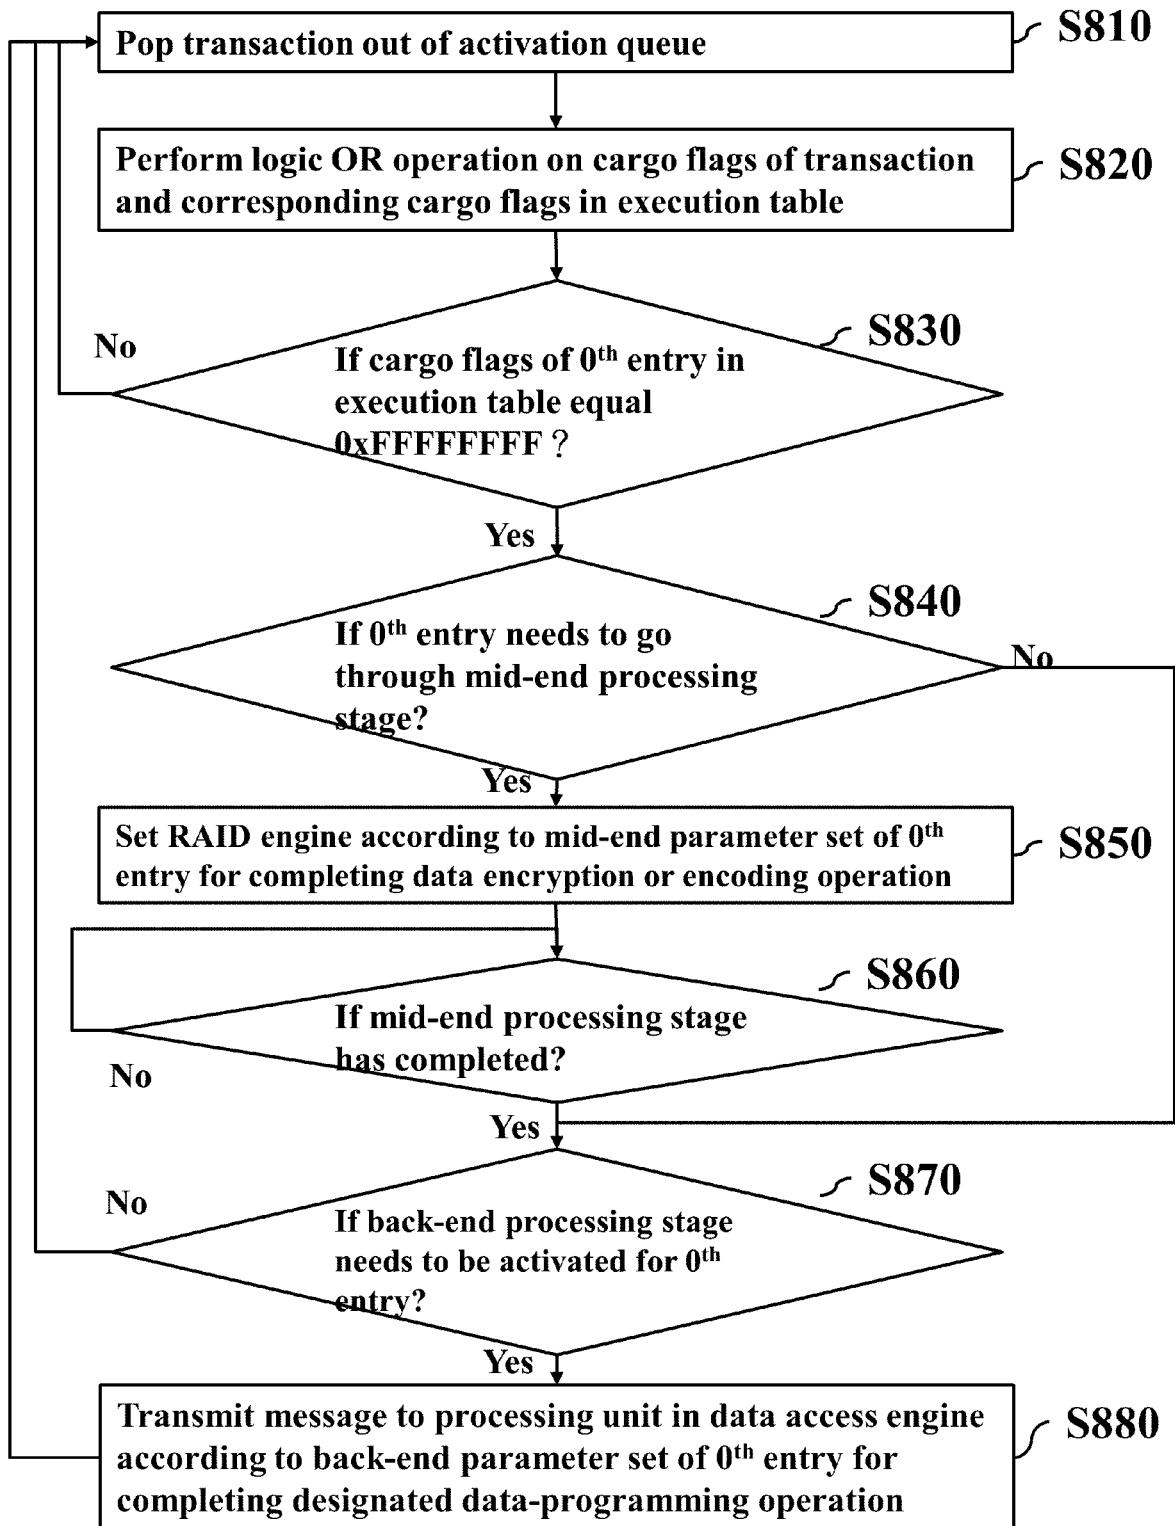 Pop transaction out of activation queue
S810
Perform logic OR operation on cargo flags of transaction
and corresponding cargo flags in execution table
S820
No
S830
If cargo flags of 0th entry in
execution table equal
0xFFFFFFFF ?
Yes
S840
If 0th entry needs to go
through mid-end processing
stage?
No
Yes
Set RAID engine according to mid-end parameter set of 0th
entry for completing data encryption or encoding operation
S850
S860
If mid-end processing stage
has completed?
No
Yes
No
S870
If back-end processing stage
needs to be activated for 0th
entry?
Yes
Transmit message to processing unit in data access engine
according to back-end parameter set of 0th entry for
completing designated data-programming operation
S880